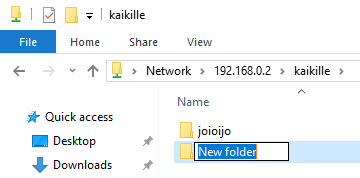 kaikille
File Home Share View
Network 192.168.0.2 kaikille
Name
Quick access
joioijo
Desktop
New folder
Downloads